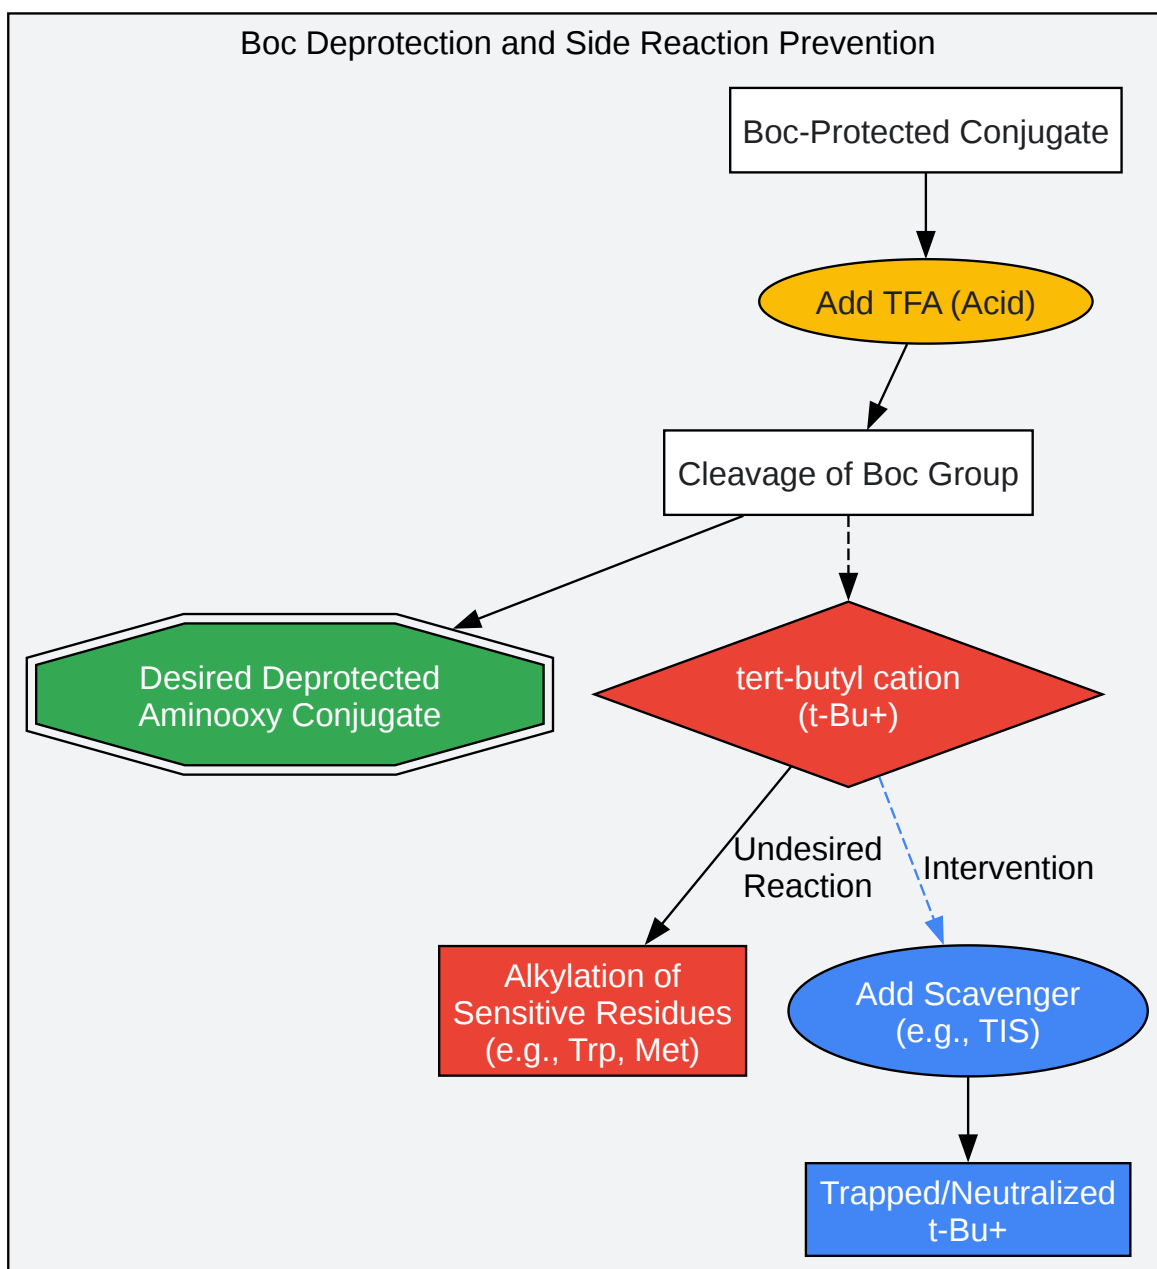 Boc Deprotection and Side Reaction Prevention
Boc-Protected Conjugate
Add TFA (Acid)
Cleavage of Boc Group
Desired Deprotected
Aminooxy Conjugate
tert-butyl cation
(t-Bu+)
Undesired
Reaction
Intervention
Alkylation of
Sensitive Residues
(e.g., Trp, Met)
Add Scavenger
(e.g., TIS)
Trapped/Neutralized
t-Bu+